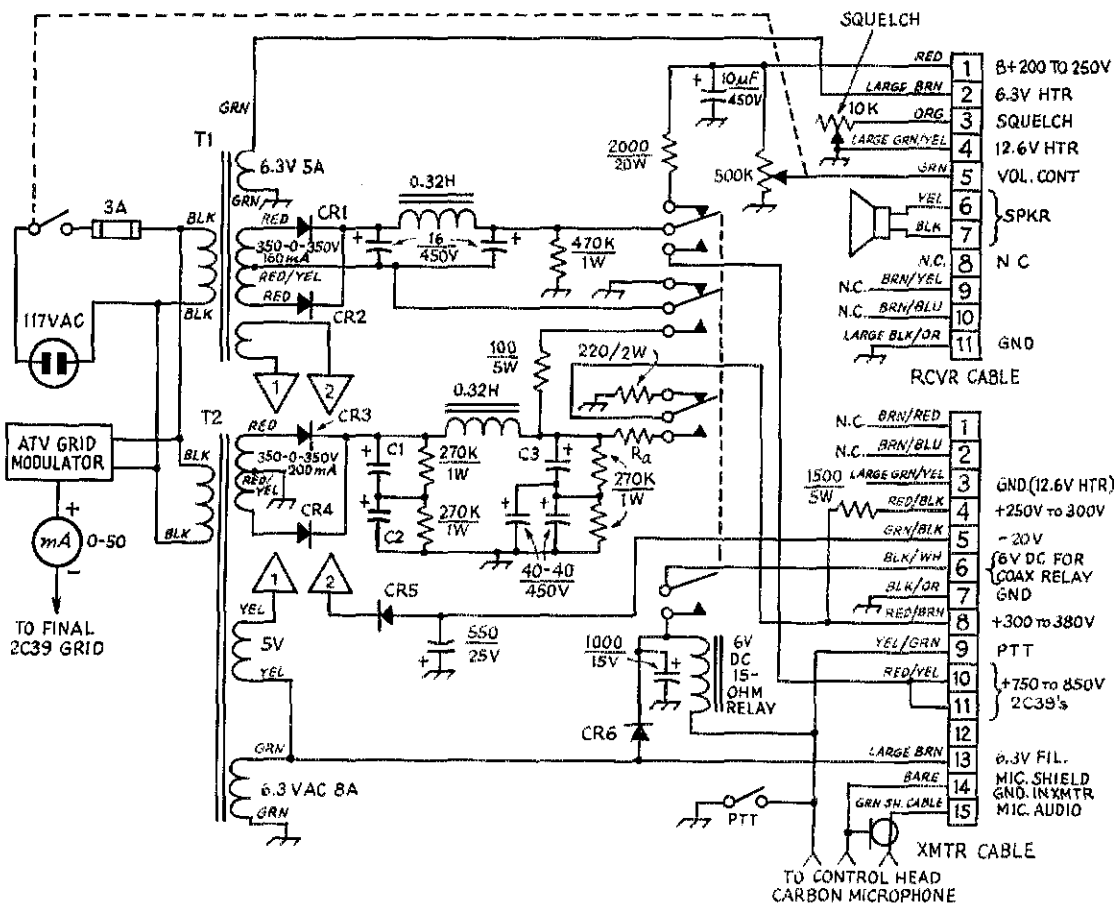 SQUELCH
RED
1
B+200 TO 250V
LARGE BRN
2
6.3V HTR
10K
ORG
3
SQUELCH
LARGE GRN/YEL
4
12.6V HTR
GRN
5
VOL. CONT
YEL
6
SPKR
BLK
7
N.C.
8
N C
N.C.
BRN/YEL
9
N.C.
BRN/BLU
10
LARGE BLK/OR
11
GND
RCVR CABLE
+
10µF
450V
2000
20W
500K
GRN
T1
6.3V 5A
GRN
3A
BLK
BLK
RED
CR1
350-0-350V
160mA
RED/YEL
RED
CR2
0.32H
+
16
450V
+
470K
1W
117VAC
1
2
100
5W
220/2W
T2
RED
CR3
350-0-350V
200mA
RED/YEL
CR4
0.32H
ATV GRID
MODULATOR
BLK
BLK
+
mA
0-50
-
TO FINAL
2C39 GRID
+
C1
270K
1W
+
C2
270K
1W
C3
+
Ra
270K
1W
+
+
40-40
450V
1
2
CR5
YEL
5V
YEL
550
25V
+
1000
15V
+
6V
DC
15-
OHM
RELAY
CR6
GRN
6.3 VAC 8A
GRN
PTT
N.C.
BRN/RED
1
N.C.
BRN/BLU
2
LARGE GRN/YEL
3
GND.(12.6V HTR)
1500
5W
RED/BLK
4
+250V TO 300V
GRN/BLK
5
-20V
BLK/WH
6
6V DC FOR
COAX RELAY
BLK/OR
7
GND
RED/BRN
8
+300 TO 380V
YEL/GRN
9
PTT
RED/YEL
10
+750 TO 850V
11
2C39's
12
LARGE BRN
13
6.3V FIL.
BARE
14
MIC. SHIELD
GND. IN XMTR
GRN SH. CABLE
15
MIC. AUDIO
XMTR CABLE
TO CONTROL HEAD
CARBON MICROPHONE